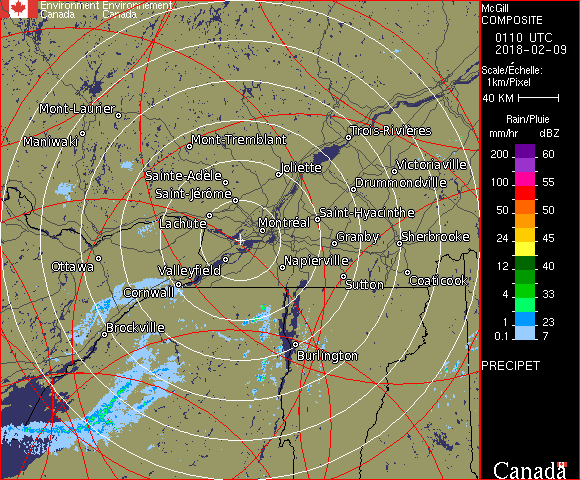 Environment Environnement
Canada Canada
McGill
COMPOSITE
0110 UTC
2018-02-09
Scale/Échelle:
1km/Pixel
40 KM
Rain/Pluie
mm/hr dBZ
200 60
100 55
50 50
24 45
12 40
4 33
1 23
0.1 7
PRECIPET
Canada
Mont-Laurier
Maniwaki
Mont-Tremblant
Trois-Rivières
Sainte-Adèle
Joliette
Victoriaville
Saint-Jérôme
Drummondville
Lachute
Montréal
Saint-Hyacinthe
Granby
Sherbrooke
Ottawa
Valleyfield
Napierville
Cornwall
Sutton
Coaticook
Brockville
Burlington